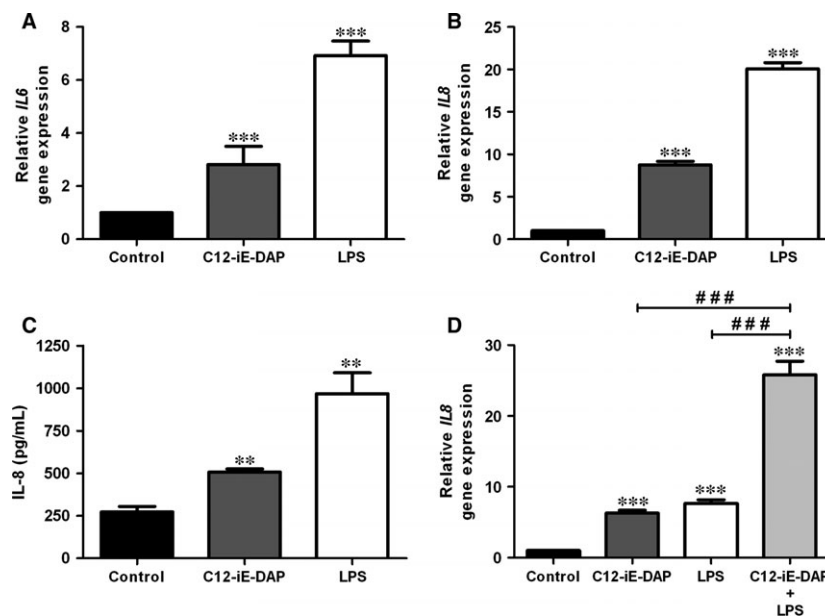 A
Relative IL6
gene expression
8
6
4
2
0
***
***
Control
C12-iE-DAP
LPS
B
Relative IL8
gene expression
25
20
15
10
5
0
***
***
Control
C12-iE-DAP
LPS
C
IL-8 (pg/mL)
1250
1000
750
500
250
0
**
**
Control
C12-iE-DAP
LPS
D
Relative IL8
gene expression
30
20
10
0
###
###
***
***
***
Control
C12-iE-DAP
LPS
C12-iE-DAP
+
LPS